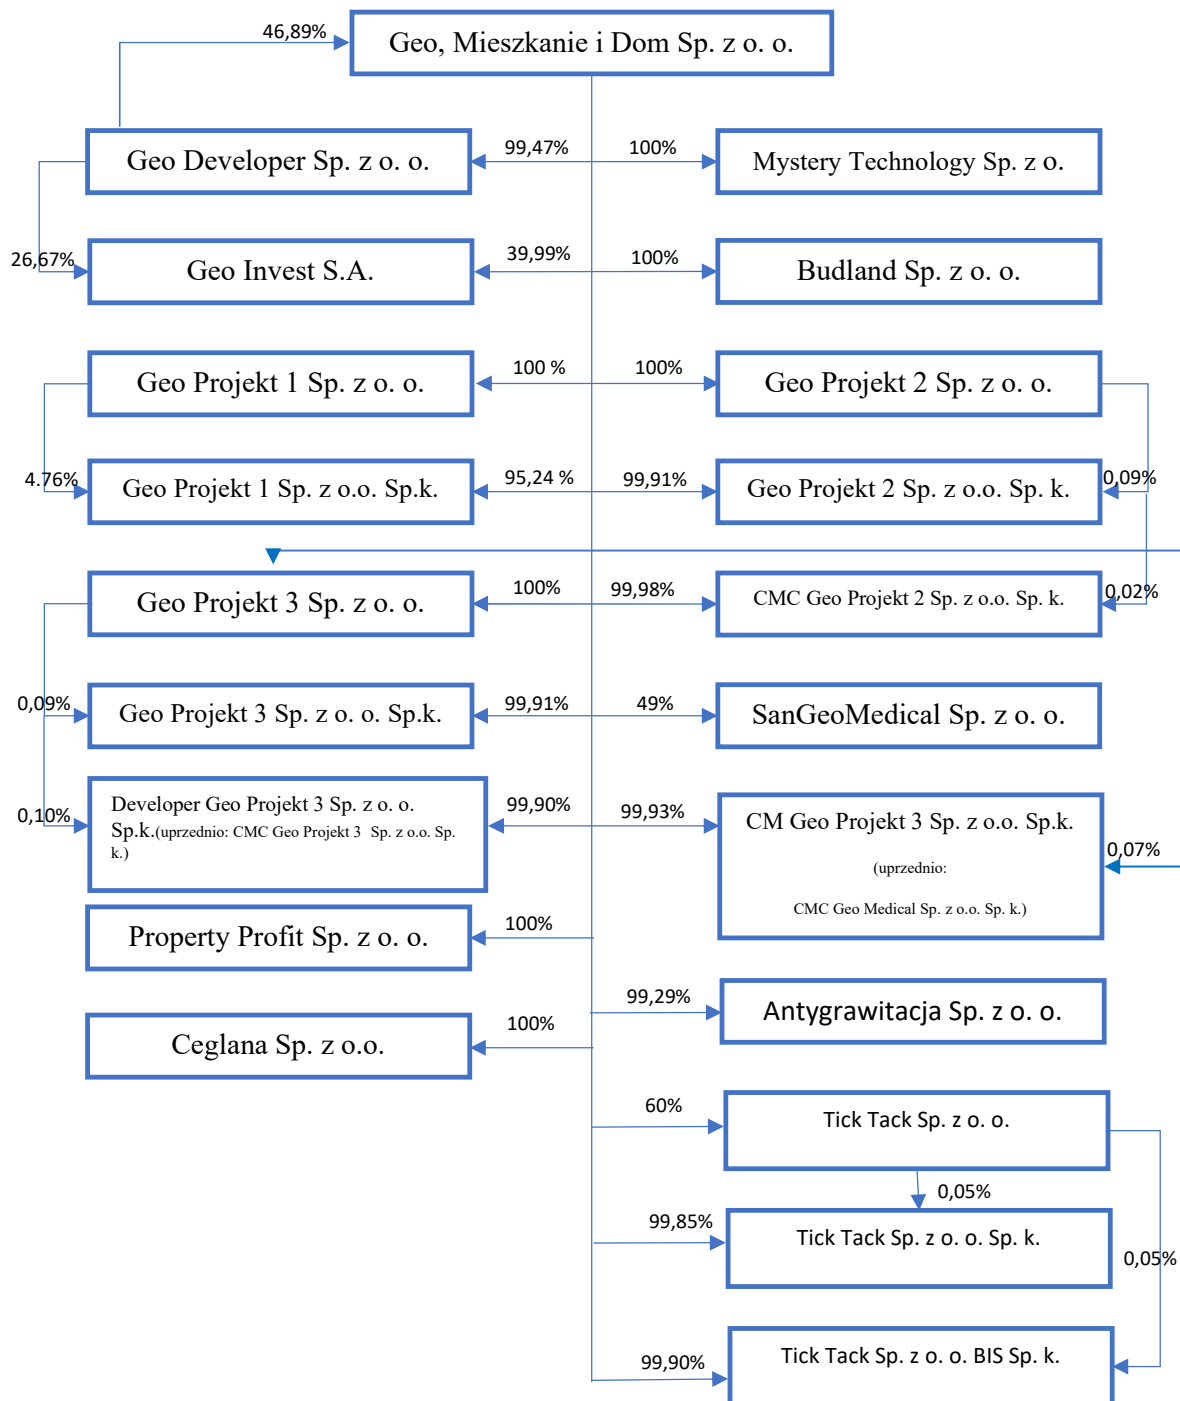 46,89%
Geo, Mieszkanie i Dom Sp. z o. o.
Geo Developer Sp. z o. o.
99,47%
100%
Mystery Technology Sp. z o.
26,67%
Geo Invest S.A.
39,99%
100%
Budland Sp. z o. o.
Geo Projekt 1 Sp. z o. o.
100 %
100%
Geo Projekt 2 Sp. z o. o.
4.76%
Geo Projekt 1 Sp. z o.o. Sp.k.
95,24 %
99,91%
Geo Projekt 2 Sp. z o.o. Sp. k.
0,09%
Geo Projekt 3 Sp. z o. o.
100%
99,98%
CMC Geo Projekt 2 Sp. z o.o. Sp. k.
0,02%
0,09%
Geo Projekt 3 Sp. z o. o. Sp.k.
99,91%
49%
SanGeoMedical Sp. z o. o.
0,10%
Developer Geo Projekt 3 Sp. z o. o.
Sp.k.(uprzednio: CMC Geo Projekt 3 Sp. z o.o. Sp.
k.)
99,90%
99,93%
CM Geo Projekt 3 Sp. z o.o. Sp.k.
(uprzednio:
CMC Geo Medical Sp. z o.o. Sp. k.)
0,07%
Property Profit Sp. z o. o.
100%
99,29%
Antygrawitacja Sp. z o. o.
Ceglana Sp. z o.o.
100%
60%
Tick Tack Sp. z o. o.
0,05%
99,85%
Tick Tack Sp. z o. o. Sp. k.
0,05%
99,90%
Tick Tack Sp. z o. o. BIS Sp. k.